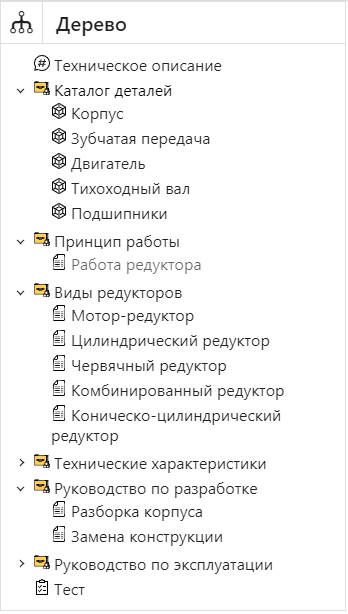 Дерево
Техническое описание
Каталог деталей
Корпус
Зубчатая передача
Двигатель
Тихоходный вал
Подшипники
Принцип работы
Работа редуктора
Виды редукторов
Мотор-редуктор
Цилиндрический редуктор
Червячный редуктор
Комбинированный редуктор
Коническо-цилиндрический
редуктор
Технические характеристики
Руководство по разработке
Разборка корпуса
Замена конструкции
Руководство по эксплуатации
Тест